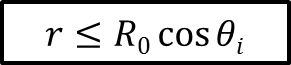 r ≤ R₀ cos θᵢ